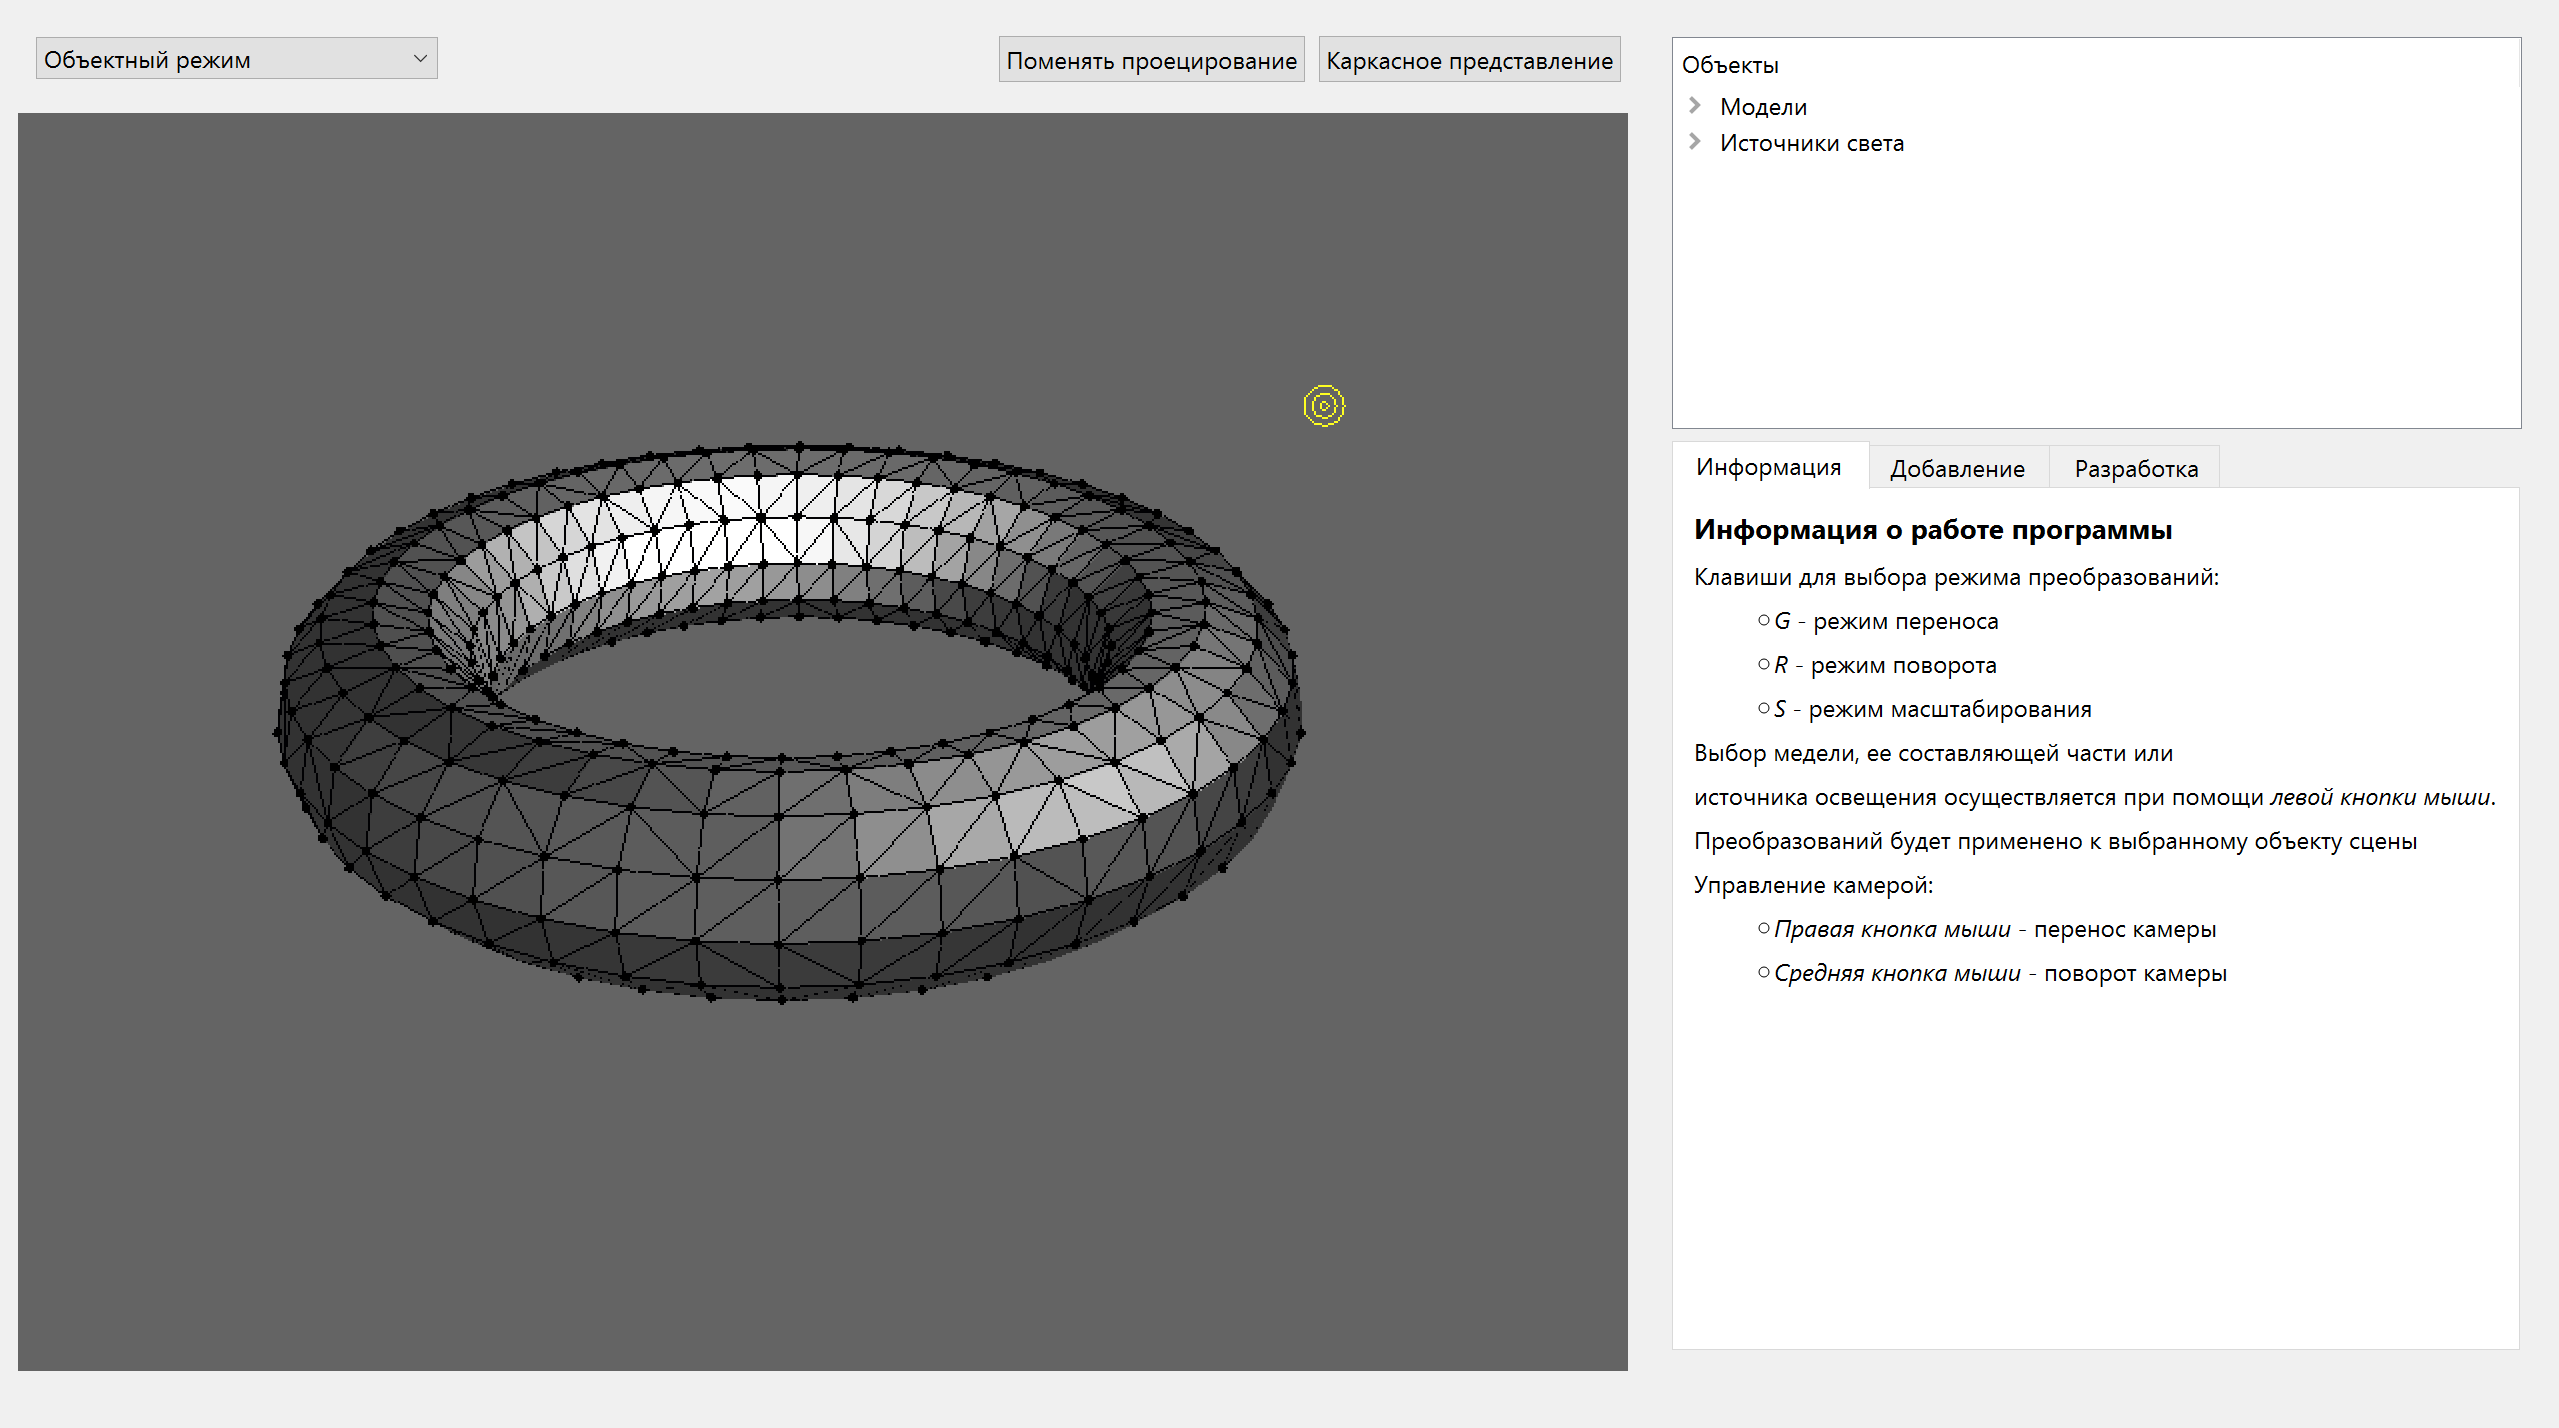 Объектный режим
Поменять проецирование
Каркасное представление
Объекты
Модели
Источники света
Информация
Добавление
Разработка
Информация о работе программы
Клавиши для выбора режима преобразований:
G - режим переноса
R - режим поворота
S - режим масштабирования
Выбор медели, ее составляющей части или
источника освещения осуществляется при помощи левой кнопки мыши.
Преобразований будет применено к выбранному объекту сцены
Управление камерой:
Правая кнопка мыши - перенос камеры
Средняя кнопка мыши - поворот камеры